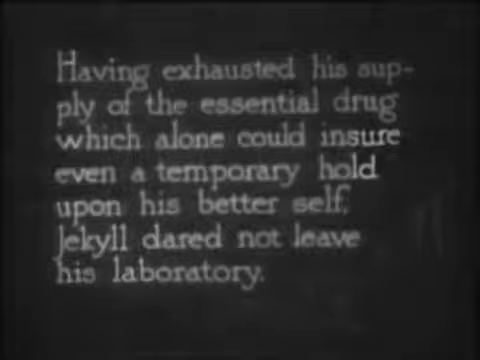 Having exhausted his sup-
ply of the essential drug
which alone could insure
even a temporary hold
upon his better self,
Jekyll dared not leave
his laboratory.